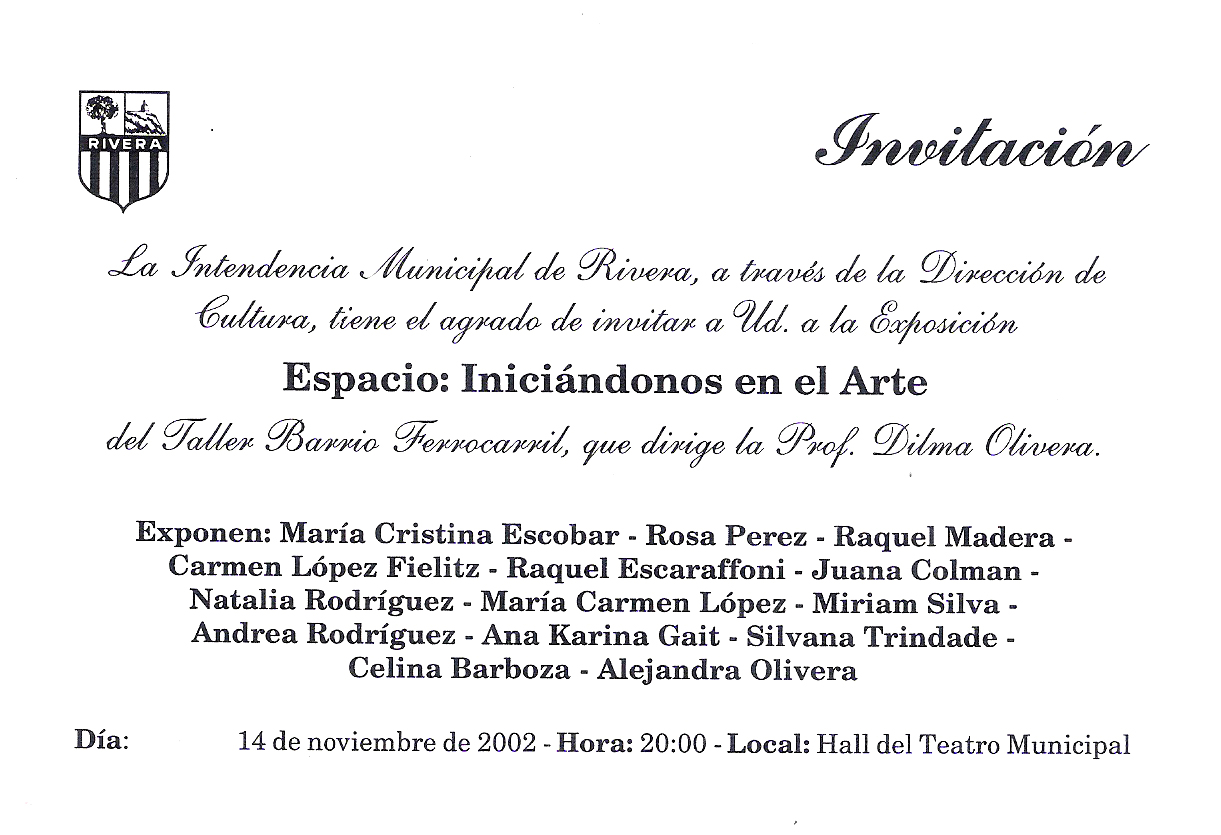 RIVERA
Invitación
La Intendencia Municipal de Rivera, a través de la Dirección de
Cultura, tiene el agrado de invitar a Ud. a la Exposición
Espacio: Iniciándonos en el Arte
del Taller Barrio Ferrocarril, que dirige la Prof. Dilma Olivera.
Exponen: María Cristina Escobar - Rosa Perez - Raquel Madera -
Carmen López Fielitz - Raquel Escaraffoni - Juana Colman -
Natalia Rodríguez - María Carmen López - Miriam Silva -
Andrea Rodríguez - Ana Karina Gait - Silvana Trindade -
Celina Barboza - Alejandra Olivera
Día: 14 de noviembre de 2002 - Hora: 20:00 - Local: Hall del Teatro Municipal